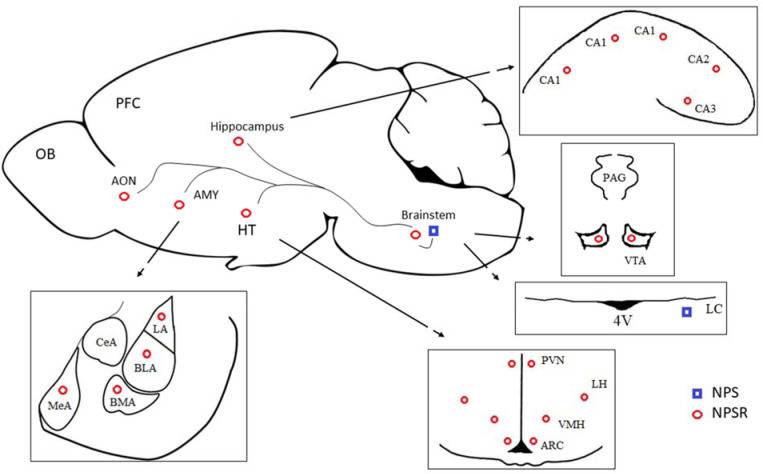 PFC
OB
Hippocampus
AON
AMY
HT
Brainstem
CA1
CA1
CA1
CA2
CA3
PAG
VTA
4V
LC
CeA
LA
BLA
MeA
BMA
PVN
LH
VMH
ARC
NPS
NPSR